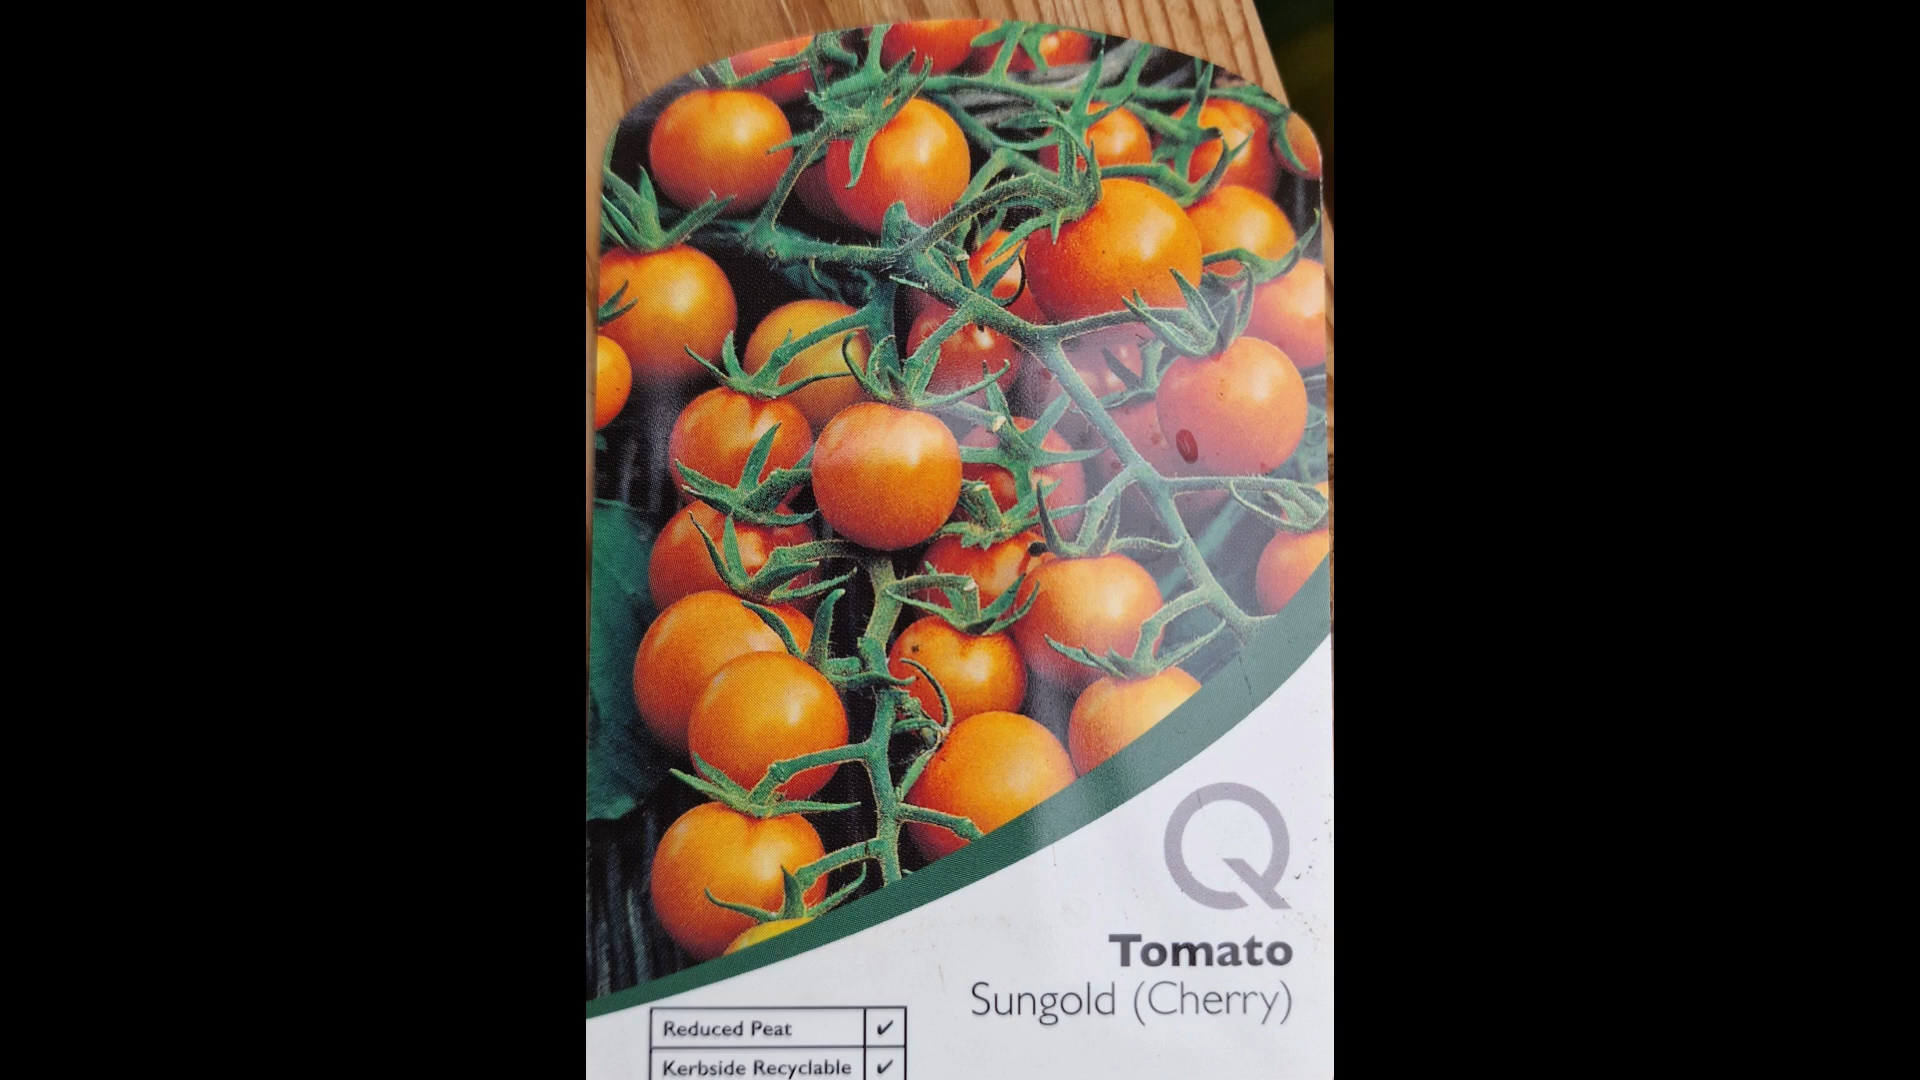 Q
Tomato
Sungold (Cherry)
Reduced Peat ✔
Kerbside Recyclable ✔